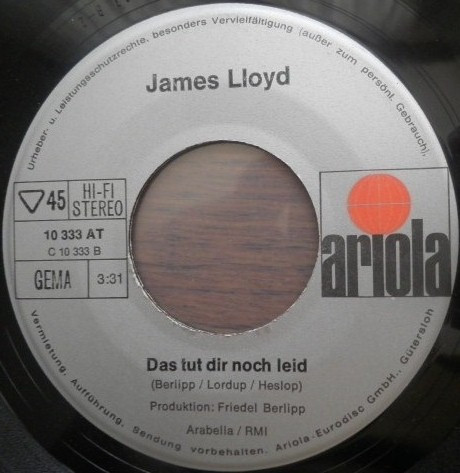 Urheber- u. Leistungsschutzrechte, besonders Vervielfältigung (außer zum persönl. Gebrauch),
James Lloyd
45
HI-FI
STEREO
10 333 AT
C 10 333 B
GEMA
3:31
ariola
Das tut dir noch leid
(Berlipp / Lordup / Heslop)
Produktion: Friedel Berlipp
Arabella / RMI
Vermietung, Aufführung, Sendung vorbehalten. Ariola-Eurodisc GmbH., Gütersloh